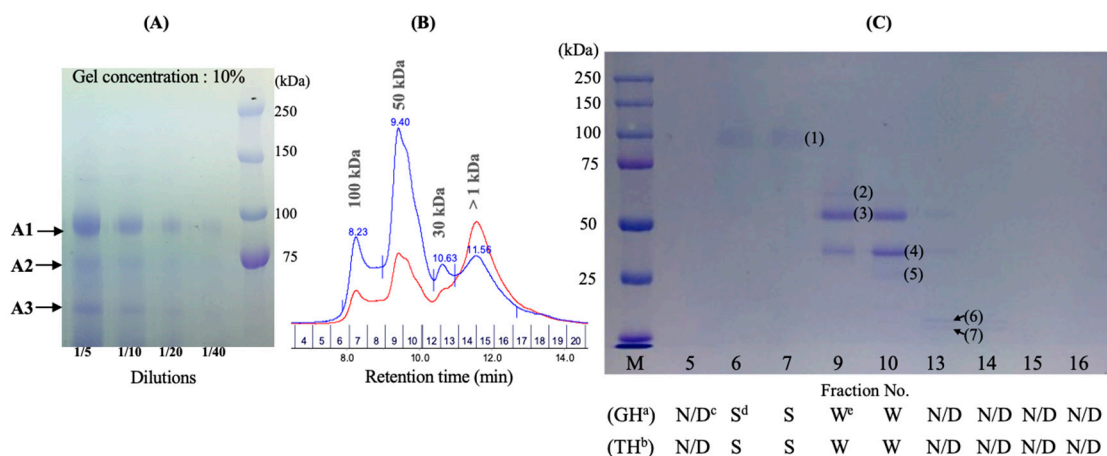 (A)
Gel concentration : 10%
(kDa)
250
150
100
75
A1
A2
A3
1/5 1/10 1/20 1/40
Dilutions
(B)
100 kDa
50 kDa
30 kDa
> 1 kDa
8.23
9.40
10.63
11.56
4 5 6 7 8 9 10 12 13 14 15 17 18 19 20
8.0 10.0 12.0 14.0
Retention time (min)
(C)
(kDa)
250
150
100
75
50
25
(1)
(2)
(3)
(4)
(5)
(6)
(7)
M 5 6 7 9 10 13 14 15 16
Fraction No.
(GHᵃ) N/Dᶜ Sᵈ S Wᵉ W N/D N/D N/D N/D
(THᵇ) N/D S S W W N/D N/D N/D N/D